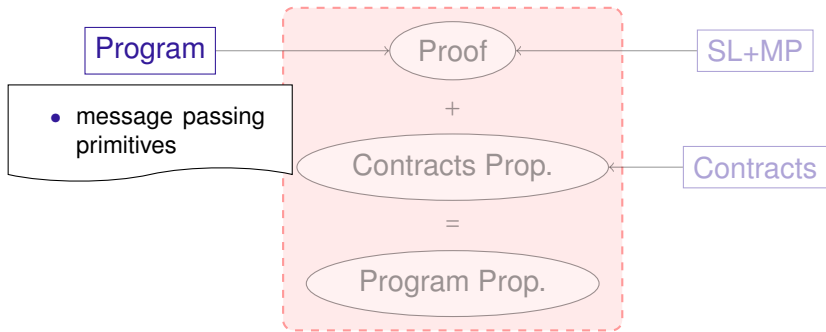 Program
Proof
SL+MP
• message passing
primitives
+
Contracts Prop.
Contracts
=
Program Prop.